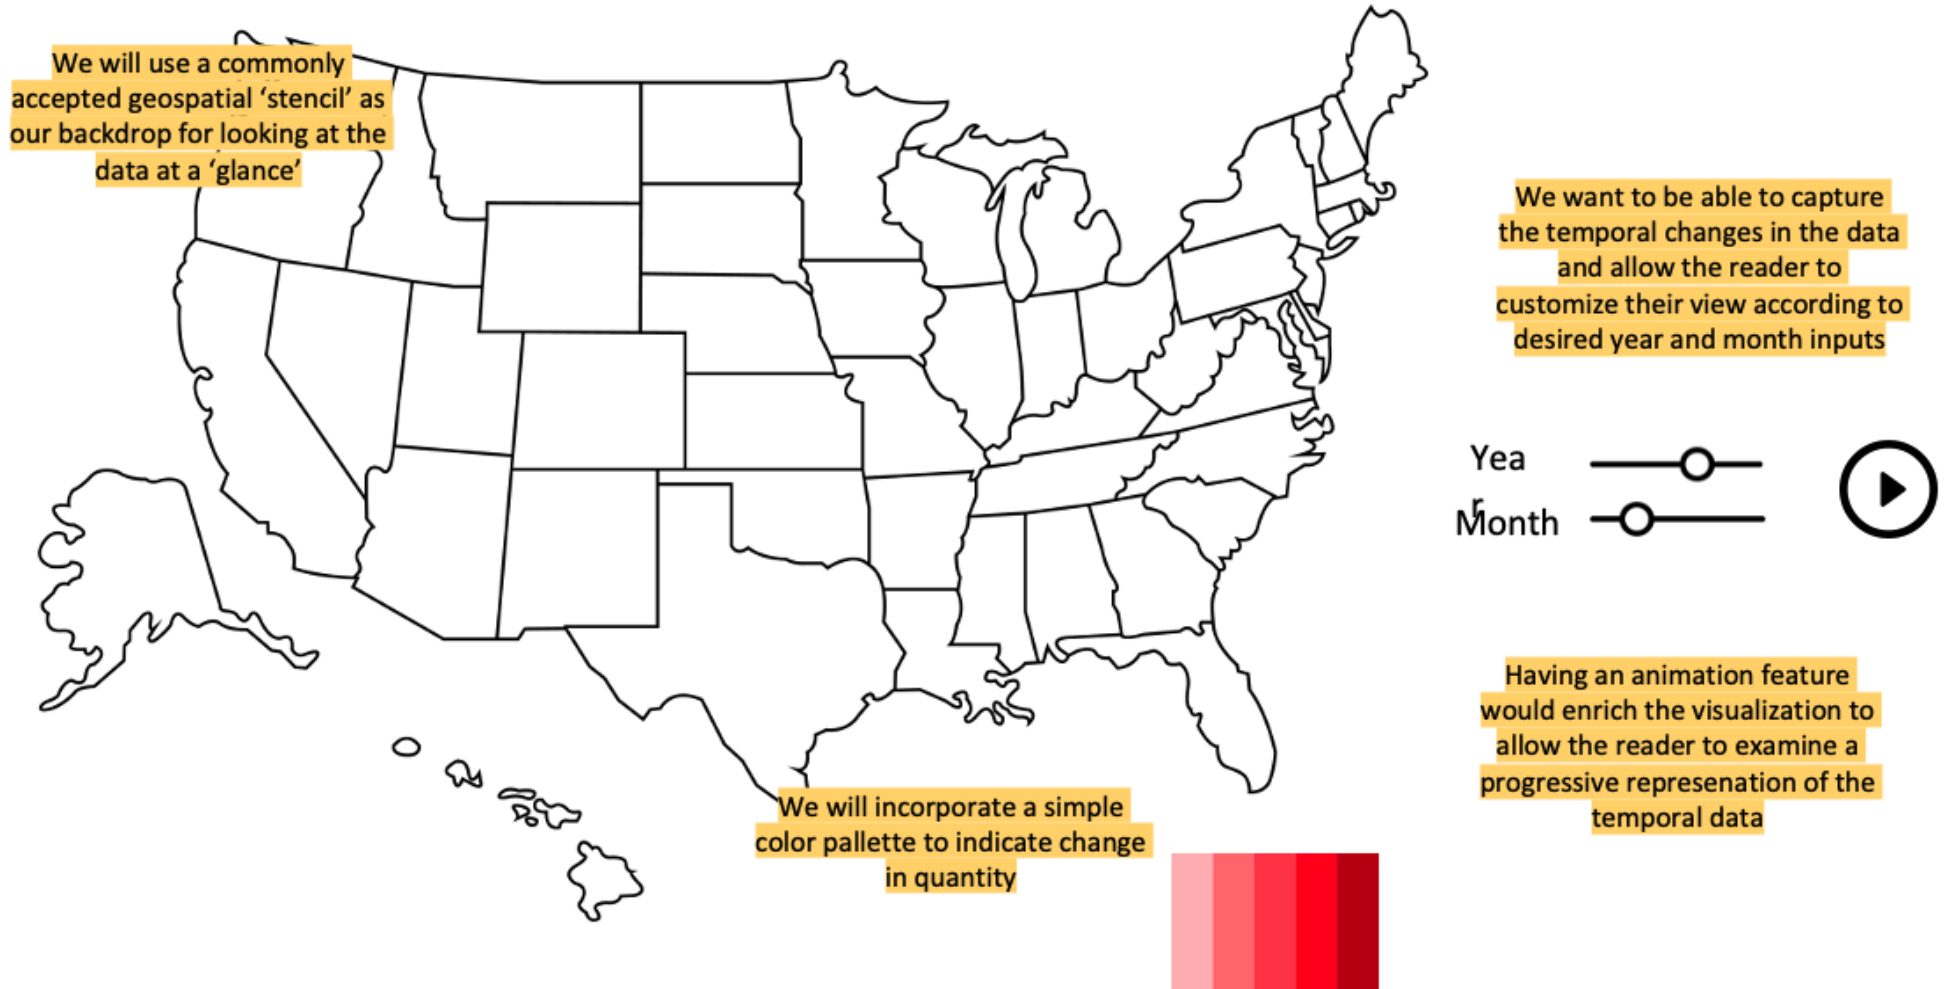 We will use a commonly
accepted geospatial ‘stencil’ as
our backdrop for looking at the
data at a ‘glance’
We want to be able to capture
the temporal changes in the data
and allow the reader to
customize their view according to
desired year and month inputs
Yea
r
Month
Having an animation feature
would enrich the visualization to
allow the reader to examine a
progressive represenation of the
temporal data
We will incorporate a simple
color pallette to indicate change
in quantity